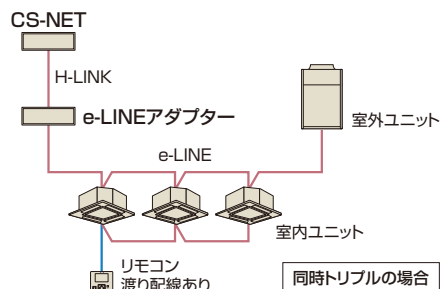 CS-NET
H-LINK
e-LINEアダプター
室外ユニット
e-LINE
室内ユニット
リモコン
渡り配線あり
同時トリプルの場合